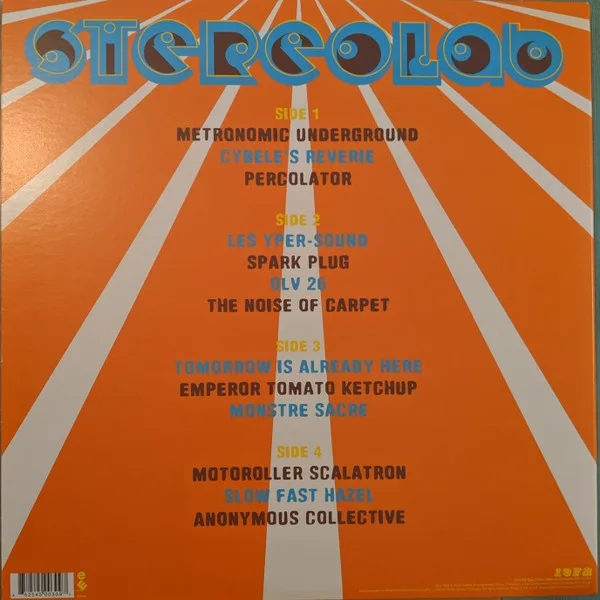 Stereolab
SIDE 1
METRONOMIC UNDERGROUND
CYBELE'S REVERIE
PERCOLATOR
SIDE 2
LES YPER-SOUND
SPARK PLUG
OLV 26
THE NOISE OF CARPET
SIDE 3
TOMORROW IS ALREADY HERE
EMPEROR TOMATO KETCHUP
MONSTRE SACRE
SIDE 4
MOTOROLLER SCALATRON
SLOW FAST HAZEL
ANONYMOUS COLLECTIVE